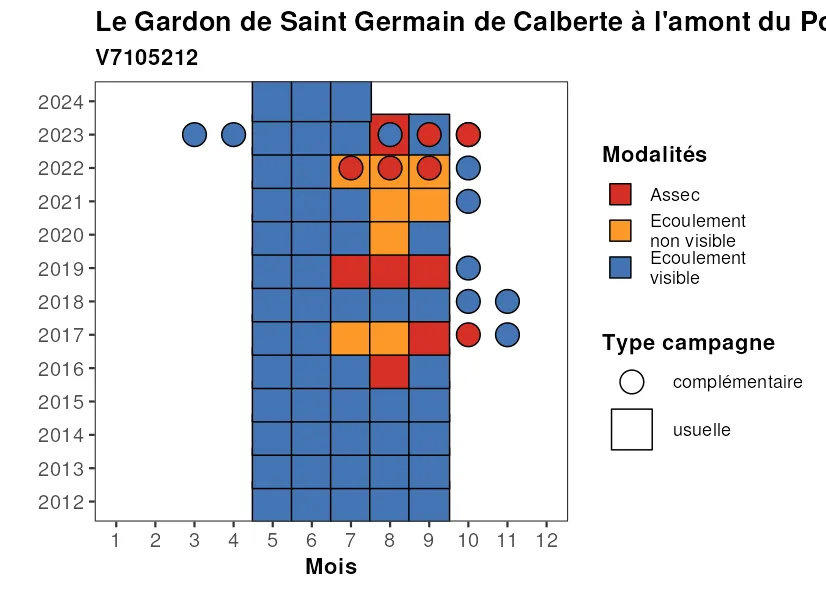 Le Gardon de Saint Germain de Calberte à l'amont du
V7105212
2024
2023
2022
2021
2020
2019
2018
2017
2016
2015
2014
2013
2012
1 2 3 4 5 6 7 8 9 10 11 12
Mois
Modalités
Assec
Ecoulement
non visible
Ecoulement
visible
Type campagne
complémentaire
usuelle